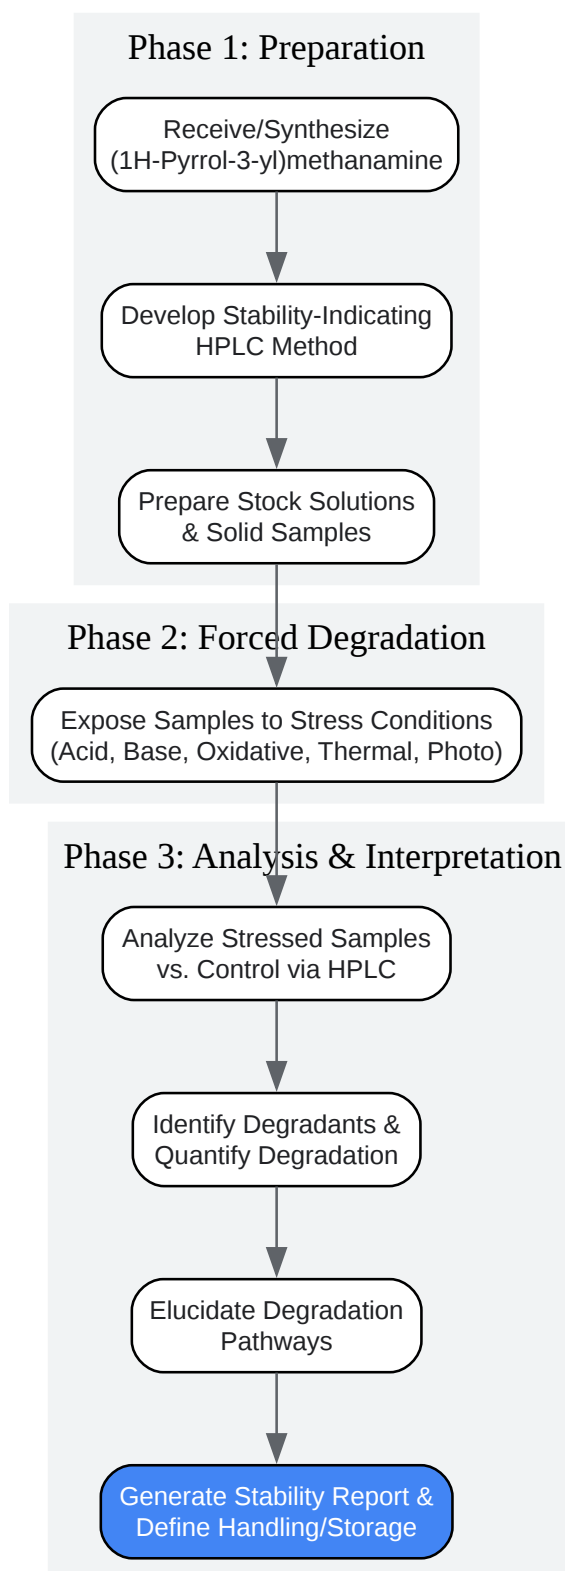 Phase 1: Preparation
Receive/Synthesize
(1H-Pyrrol-3-yl)methanamine
Develop Stability-Indicating
HPLC Method
Prepare Stock Solutions
& Solid Samples
Phase 2: Forced Degradation
Expose Samples to Stress Conditions
(Acid, Base, Oxidative, Thermal, Photo)
Phase 3: Analysis & Interpretation
Analyze Stressed Samples
vs. Control via HPLC
Identify Degradants &
Quantify Degradation
Elucidate Degradation
Pathways
Generate Stability Report &
Define Handling/Storage